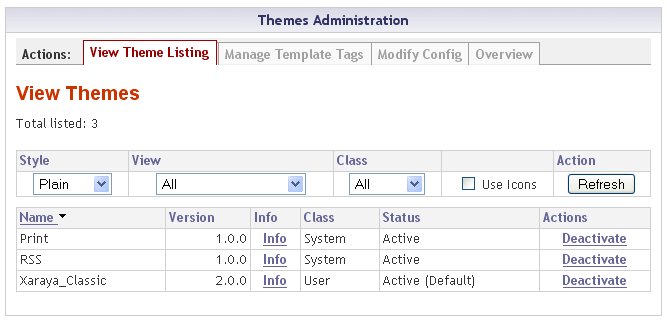 Themes Administration
Actions: View Theme Listing Manage Template Tags Modify Config Overview
View Themes
Total listed: 3
Style View Class Action
Plain All All Use Icons Refresh
Name Version Info Class Status Actions
Print 1.0.0 Info System Active Deactivate
RSS 1.0.0 Info System Active Deactivate
Xaraya_Classic 2.0.0 Info User Active (Default) Deactivate